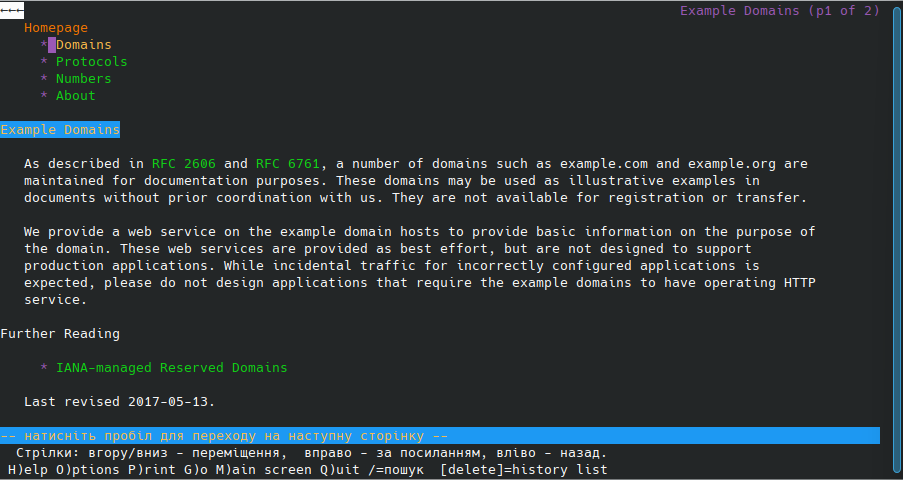 ←←← Example Domains (p1 of 2)
Homepage
* Domains
* Protocols
* Numbers
* About
Example Domains
As described in RFC 2606 and RFC 6761, a number of domains such as example.com and example.org are
maintained for documentation purposes. These domains may be used as illustrative examples in
documents without prior coordination with us. They are not available for registration or transfer.
We provide a web service on the example domain hosts to provide basic information on the purpose of
the domain. These web services are provided as best effort, but are not designed to support
production applications. While incidental traffic for incorrectly configured applications is
expected, please do not design applications that require the example domains to have operating HTTP
service.
Further Reading
* IANA-managed Reserved Domains
Last revised 2017-05-13.
-- натисніть пробіл для переходу на наступну сторінку --
Стрілки: вгору/вниз - переміщення,  вправо - за посиланням, вліво - назад.
H)elp O)ptions P)rint G)o M)ain screen Q)uit /=пошук  [delete]=history list